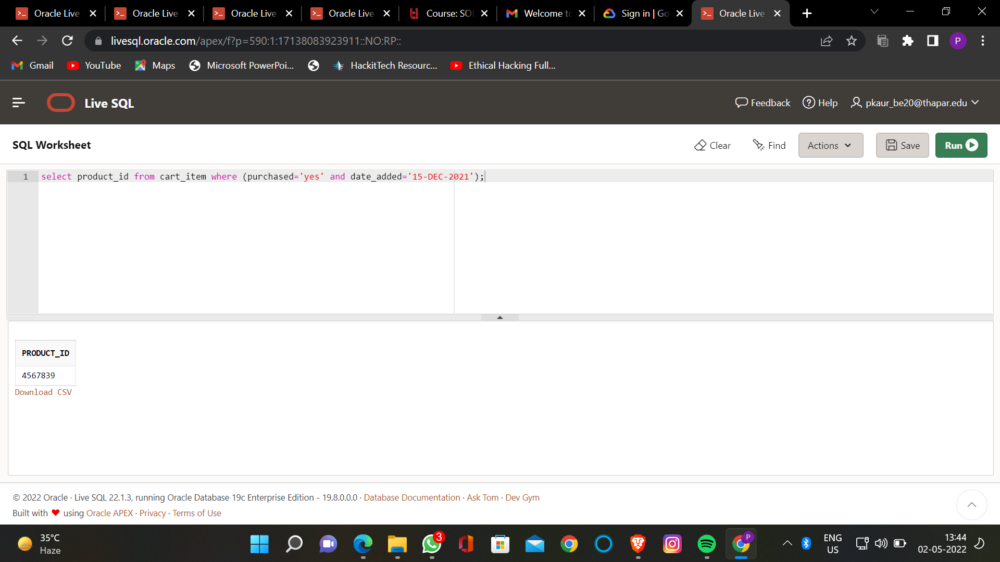 Oracle Live
Oracle Live
Oracle Live
Oracle Live
Course: SO
Welcome to
Sign in | Go
Oracle Live
livesql.oracle.com/apex/f?p=590:1:17138083923911::NO:RP::
P
Gmail
YouTube
Maps
Microsoft PowerPoi...
HackitTech Resourc...
Ethical Hacking Full...
Live SQL
Feedback
Help
pkaur_be20@thapar.edu
SQL Worksheet
Clear
Find
Actions
Save
Run
1 select product_id from cart_item where (purchased='yes' and date_added='15-DEC-2021');
PRODUCT_ID
4567839
Download CSV
© 2022 Oracle · Live SQL 22.1.3, running Oracle Database 19c Enterprise Edition - 19.8.0.0.0 · Database Documentation · Ask Tom · Dev Gym
Built with ❤ using Oracle APEX · Privacy · Terms of Use
35°C
Haze
3
P
ENG
US
13:44
02-05-2022